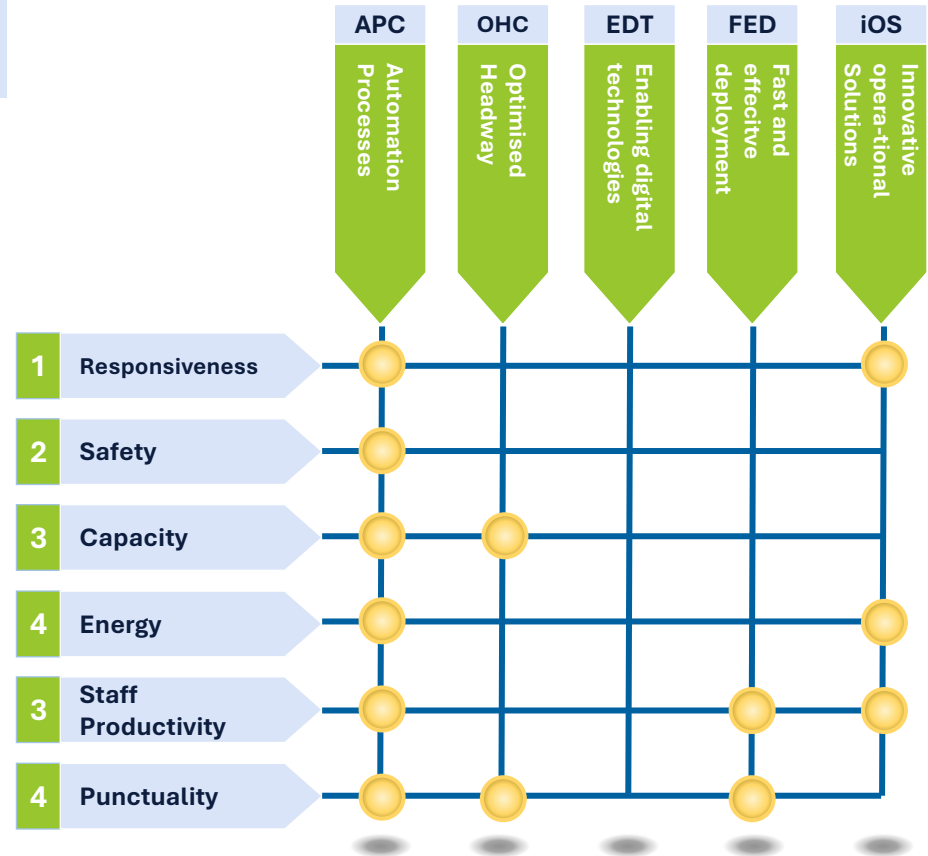 APC
OHC
EDT
FED
iOS
Automation
Processes
Optimised
Headway
Enabling digital
technologies
Fast and
effecitve
deployment
Innovative
opera-tional
Solutions
1 Responsiveness
2 Safety
3 Capacity
4 Energy
3 Staff
Productivity
4 Punctuality